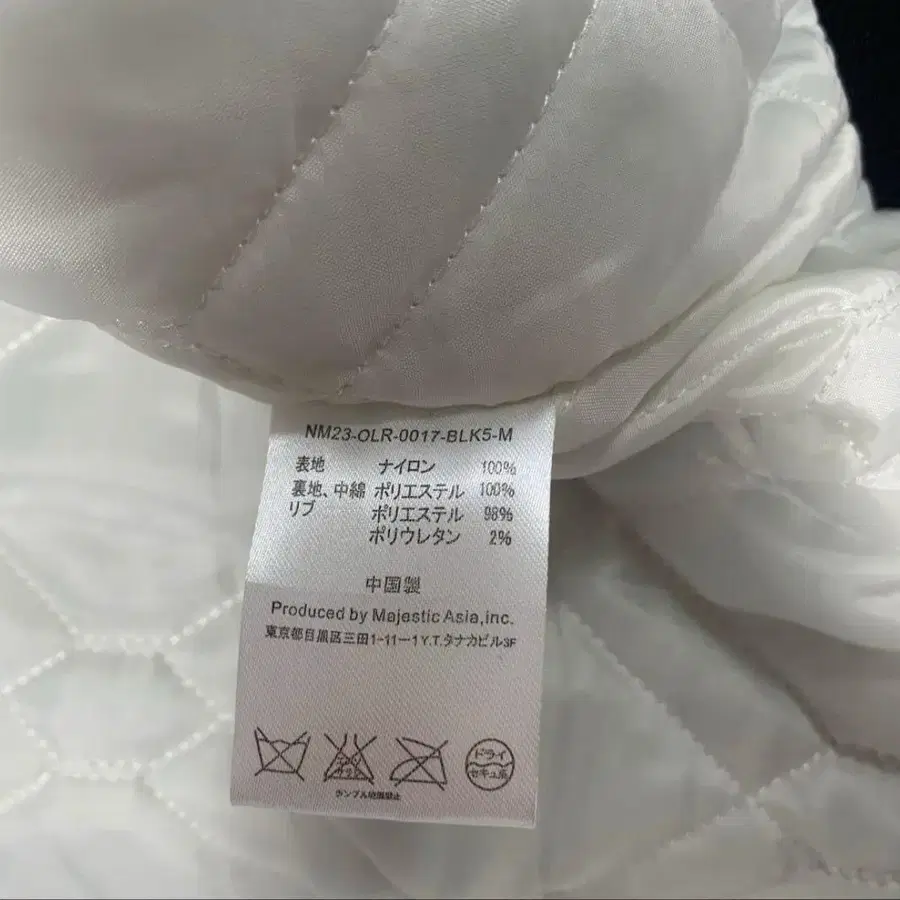 NM23-OLR-0017-BLK5-M
表地 ナイロン 100%
裏地、中綿 ポリエステル 100%
リブ ポリエステル 98%
ポリウレタン 2%
中国製
Produced by Majestic Asia,inc.
東京都目黒区三田1-11-1Y.T.タナカビル3F
タンブル乾燥禁止
ドライ
セキユ系